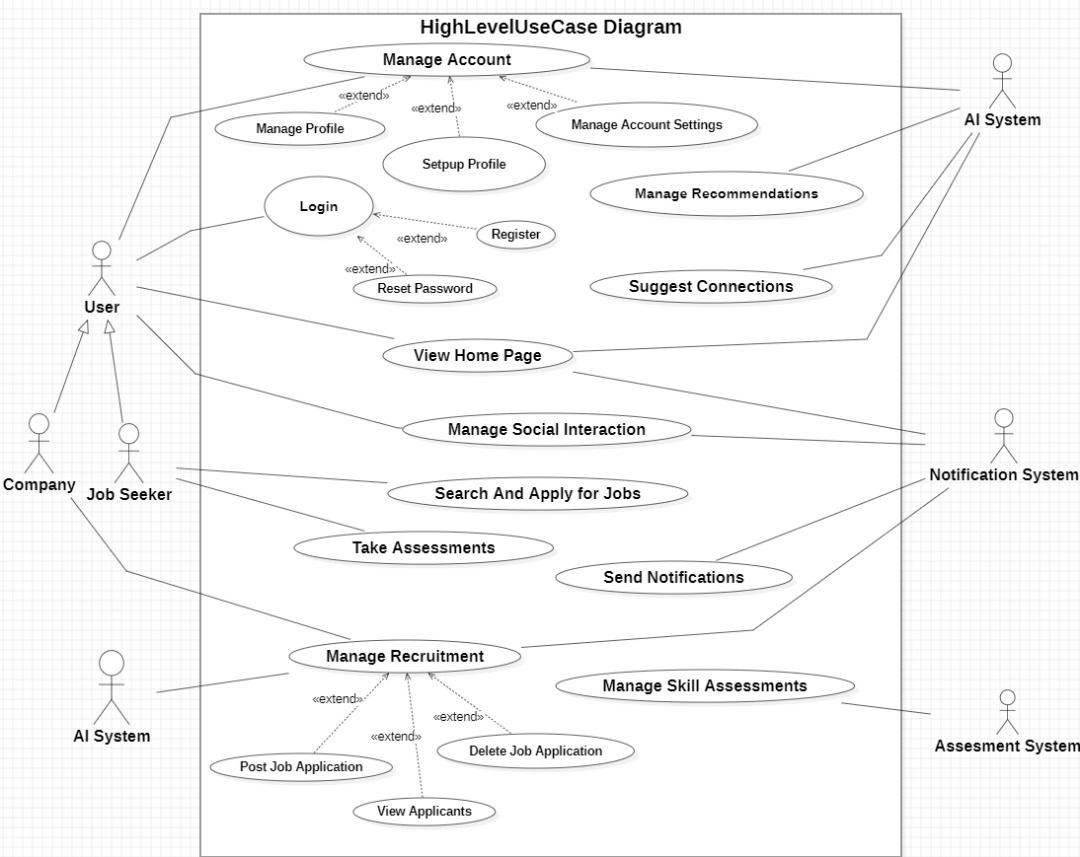 HighLevelUseCase Diagram
Manage Account
AI System
«extend»
«extend»
«extend»
Manage Profile
Manage Account Settings
Setpup Profile
Manage Recommendations
Login
Register
«extend»
«extend»
Reset Password
Suggest Connections
User
View Home Page
Manage Social Interaction
Notification System
Company
Job Seeker
Search And Apply for Jobs
Take Assessments
Send Notifications
Manage Recruitment
Manage Skill Assessments
«extend»
«extend»
«extend»
AI System
Assesment System
Delete Job Application
Post Job Application
View Applicants